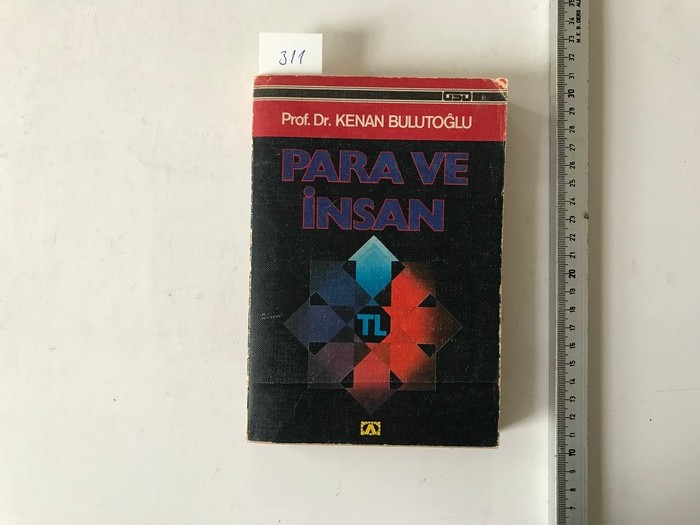 311
Prof. Dr. KENAN BULUTOĞLU
PARA VE
İNSAN
TL